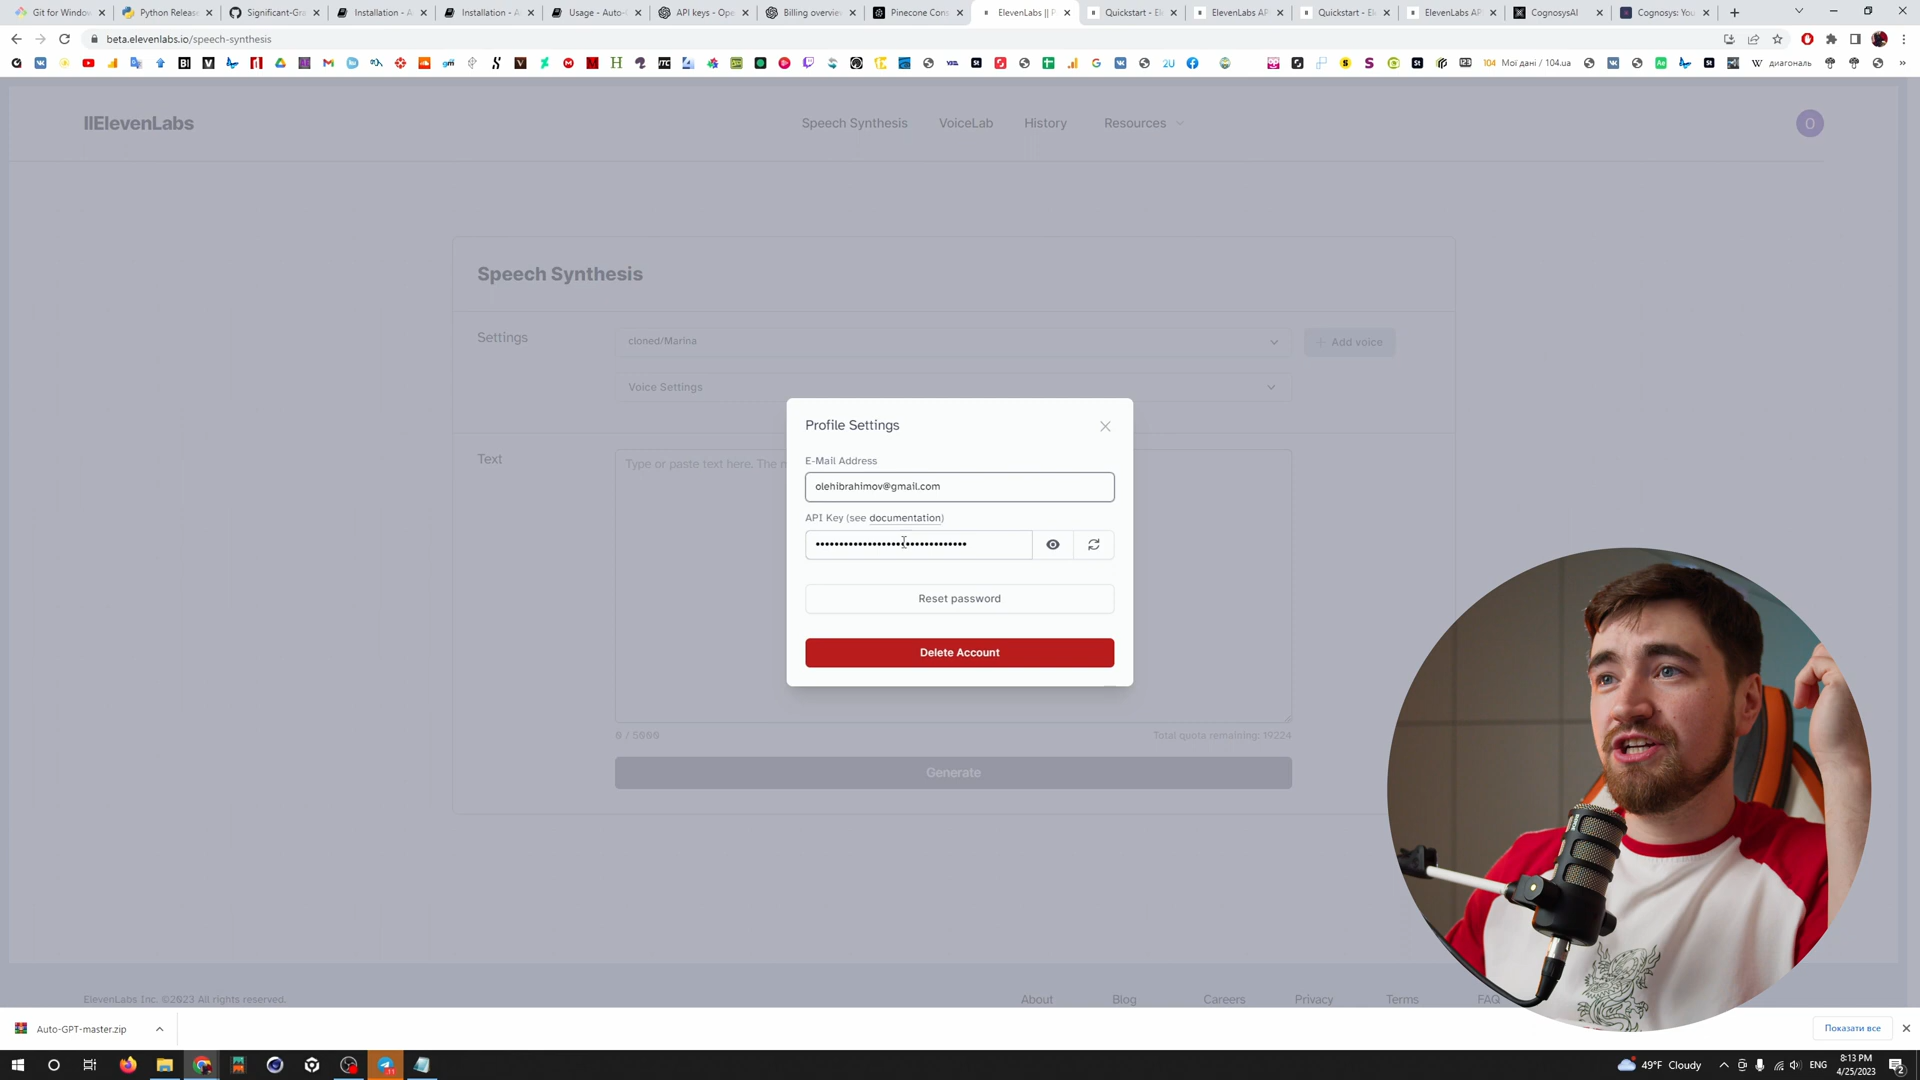 Git for Window
Python Release
Significant-Gra
Installation - A
Installation - A
Usage - Auto-
API keys - Ope
Billing overview
Pinecone Con
ElevenLabs || P
Quickstart - El
ElevenLabs AP
Quickstart - El
ElevenLabs AP
CognosysAI
Cognosys: You
beta.elevenlabs.io/speech-synthesis
104 Мої дані / 104.ua
W диагональ
IIElevenLabs
Speech Synthesis
VoiceLab
History
Resources
O
Speech Synthesis
Settings
cloned/Marina
+ Add voice
Voice Settings
Text
Type or paste text here. The m
Profile Settings
E-Mail Address
olehibrahimov@gmail.com
API Key (see documentation)
Reset password
Delete Account
0 / 5000
Total quota remaining: 19224
Generate
ElevenLabs Inc. ©2023 All rights reserved.
About
Blog
Careers
Privacy
Terms
FAQ
Auto-GPT-master.zip
Показати все
49°F Cloudy
ENG
8:13 PM
4/25/2023